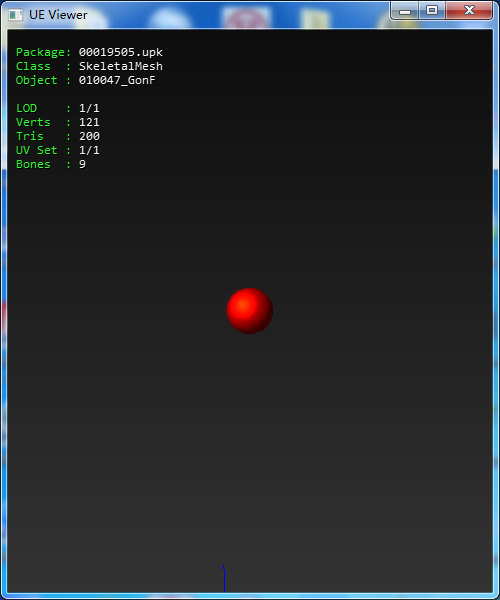 UE Viewer
Package: 00019505.upk
Class  : SkeletalMesh
Object : 010047_GonF
LOD    : 1/1
Verts  : 121
Tris   : 200
UV Set : 1/1
Bones  : 9